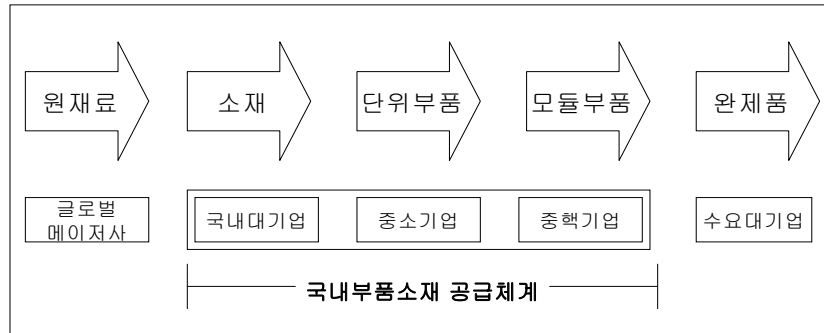 원재료
소재
단위부품
모듈부품
완제품
글로벌
메이저사
국내대기업
중소기업
중핵기업
수요대기업
국내부품소재 공급체계